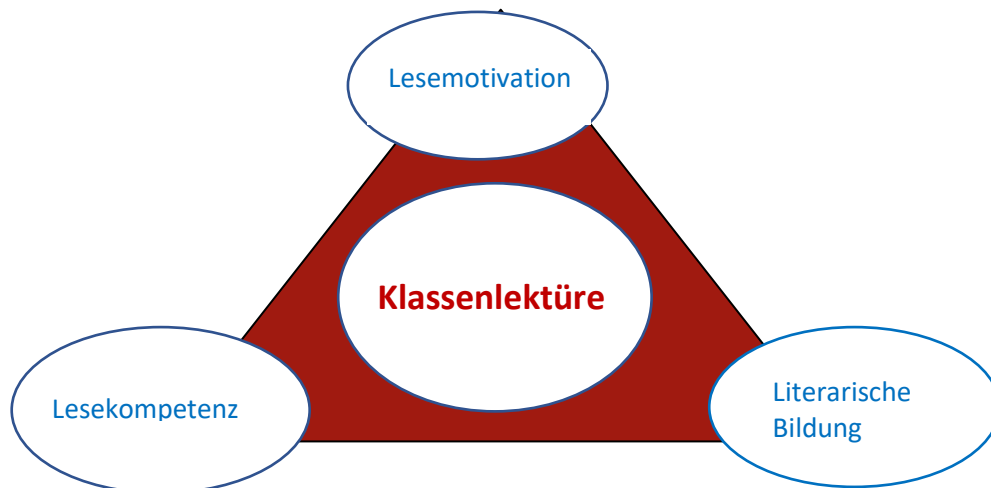 Lesemotivation
Klassenlektüre
Lesekompetenz
Literarische
Bildung